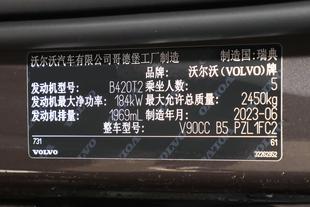 沃尔沃汽车有限公司哥德堡工厂制造 制造国:瑞典
品牌: 沃尔沃(VOLVO)牌
发动机型号: B420T2 乘坐人数: 5
发动机最大净功率: 184kW 最大允许总质量: 2450kg
发动机排量: 1969mL 制造年月: 2023-06
整车型号: V90CC B5 PZL1FC2
731 61
VOLVO 32262952